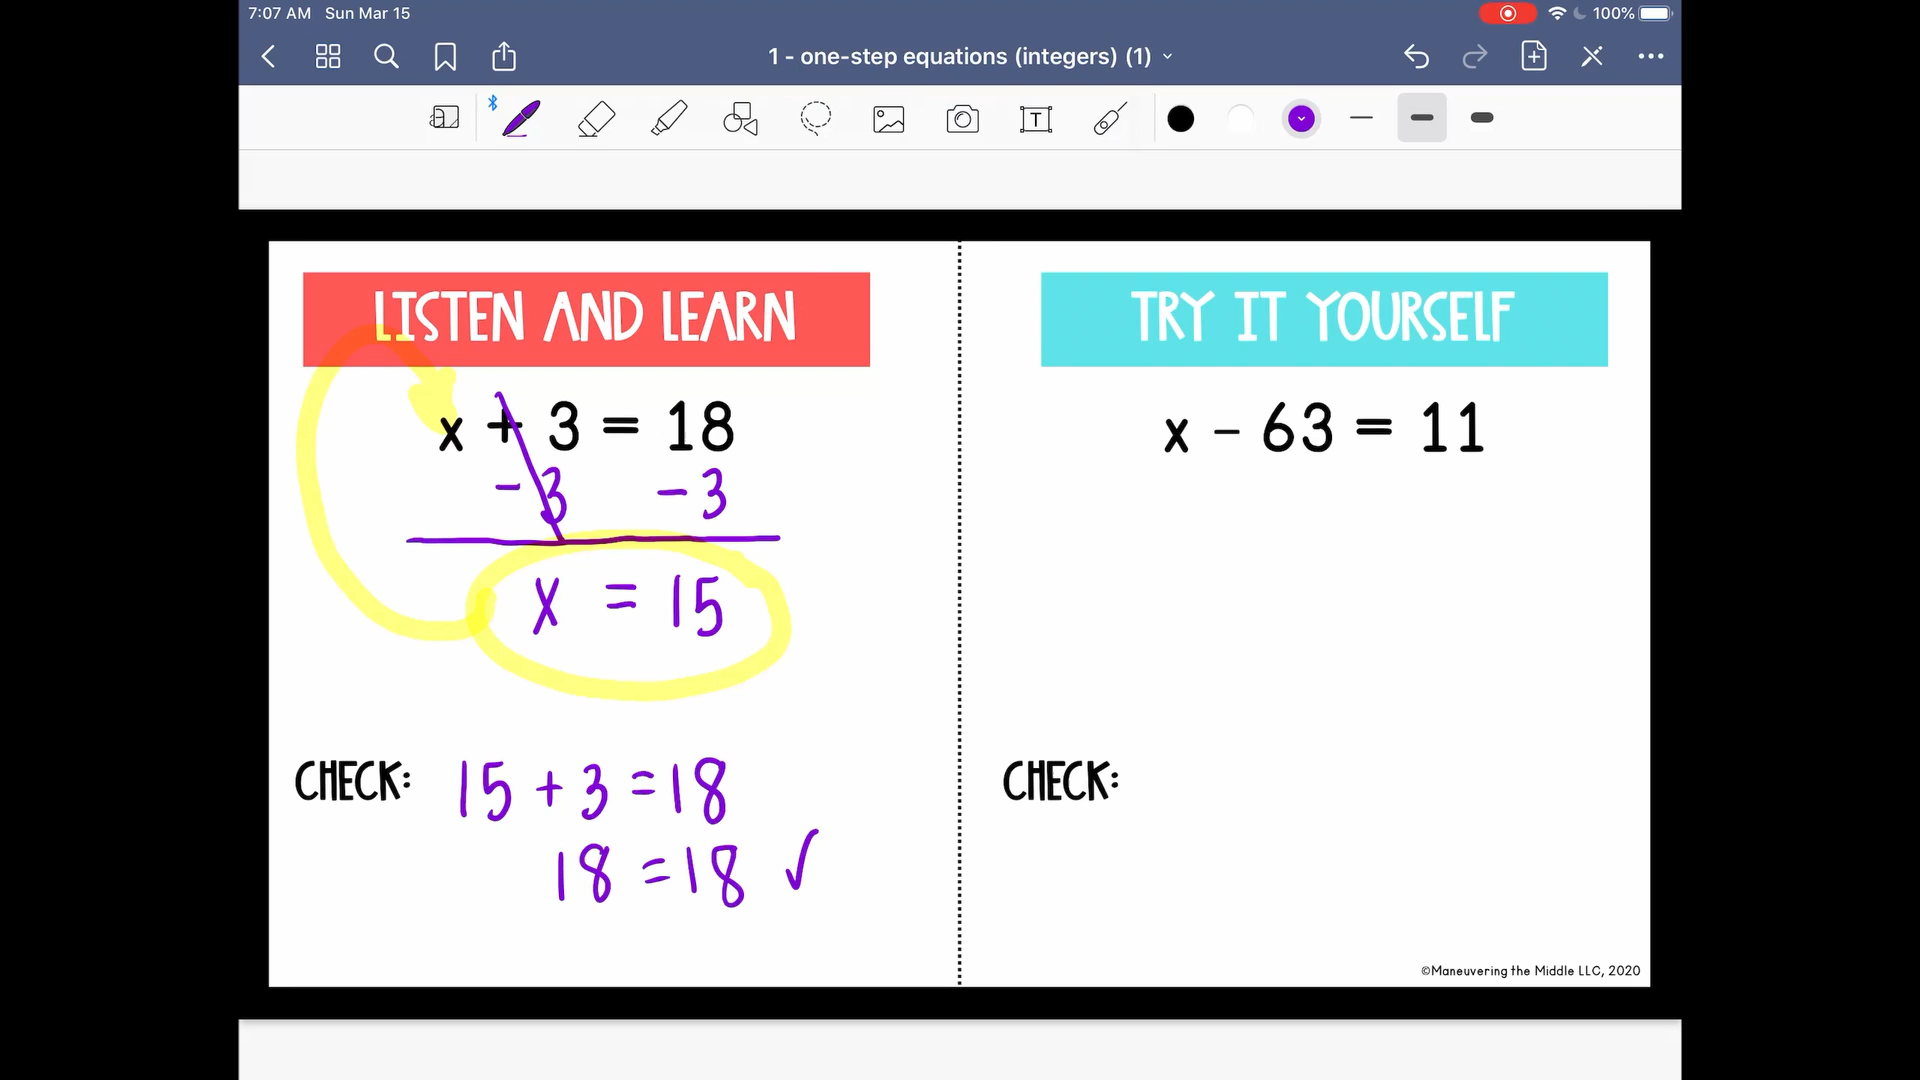 7:07 AM Sun Mar 15
100%
1 - one-step equations (integers) (1)
T
LISTEN AND LEARN
x + 3 = 18
- 3 - 3
x = 15
CHECK: 15 + 3 = 18
18 = 18 ✓
TRY IT YOURSELF
x - 63 = 11
CHECK:
©Maneuvering the Middle LLC, 2020